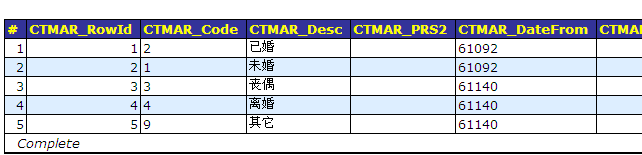 # CTMAR_RowId CTMAR_Code CTMAR_Desc CTMAR_PRS2 CTMAR_DateFrom CTMA
1 1 2 已婚 61092
2 2 1 未婚 61092
3 3 3 丧偶 61140
4 4 4 离婚 61140
5 5 9 其它 61140
Complete